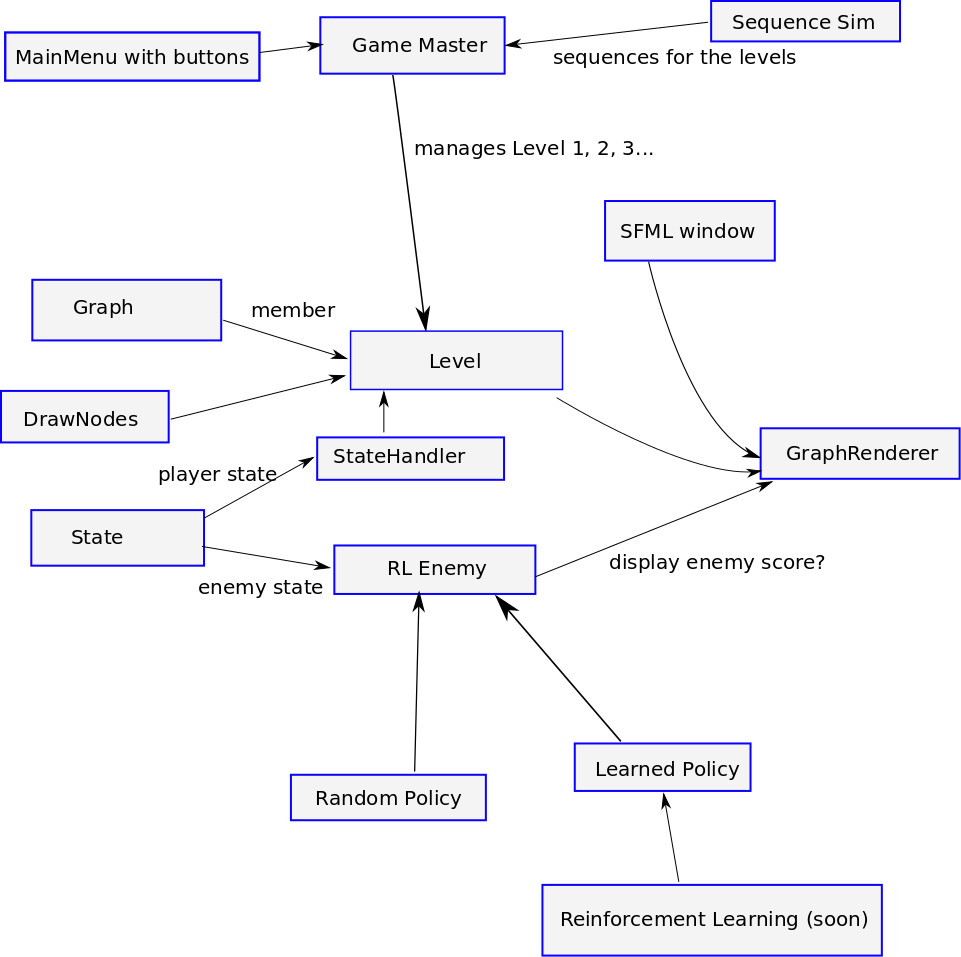 Sequence Sim
Game Master
MainMenu with buttons
sequences for the levels
manages Level 1, 2, 3...
SFML window
Graph
member
Level
DrawNodes
StateHandler
GraphRenderer
player state
State
RL Enemy
display enemy score?
enemy state
Learned Policy
Random Policy
Reinforcement Learning (soon)